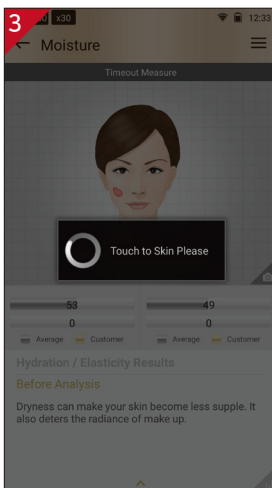 3
x30
12:33
Moisture
Timeout Measure
Touch to Skin Please
53
49
0
0
Average
Customer
Average
Customer
Hydration / Elasticity Results
Before Analysis
Dryness can make your skin become less supple. It
also deters the radiance of make up.